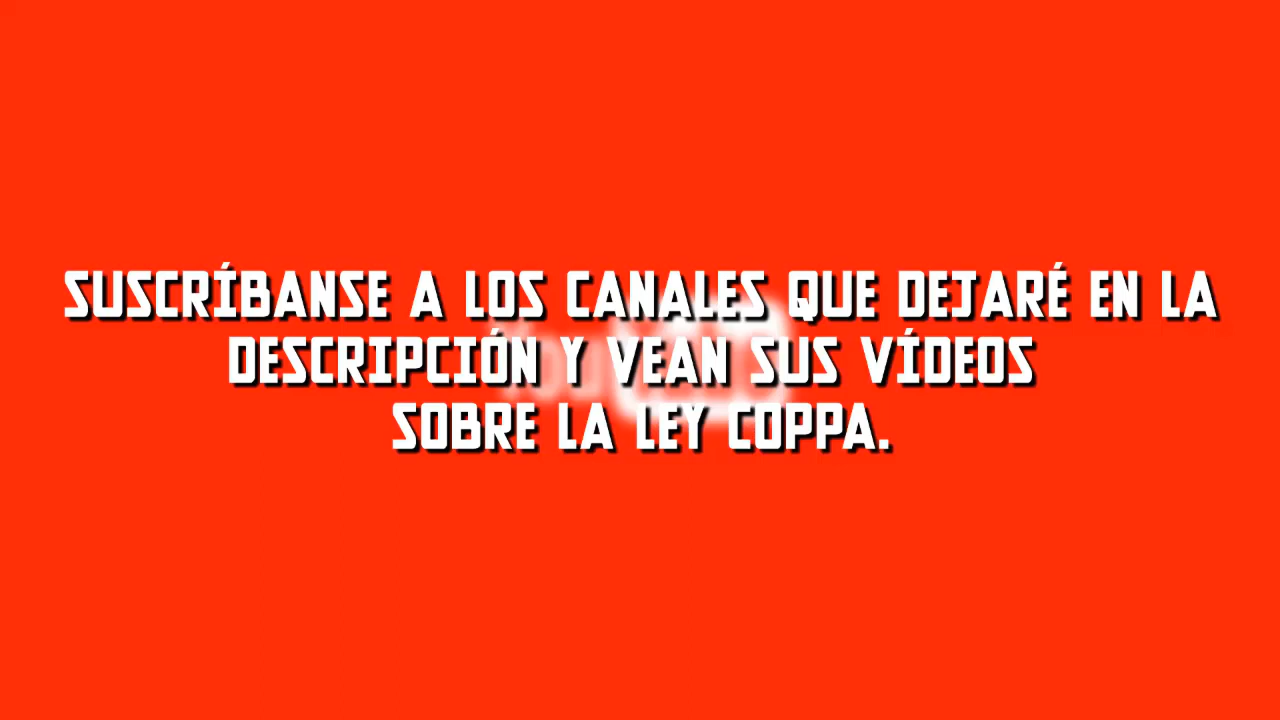 SUSCRÍBANSE A LOS CANALES QUE DEJARÉ EN LA
DESCRIPCIÓN Y VEAN SUS VÍDEOS
SOBRE LA LEY COPPA.